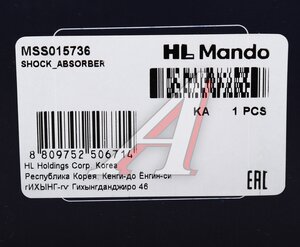 MSS015736
SHOCK_ABSORBER
HL Mando
KA 1 PCS
8 809752 506714
HL Holdings Corp. Korea
Республика Корея, Кенги-до Енгин-си
гИХЫНГ-гу Гихынгданджиро 46
EAC